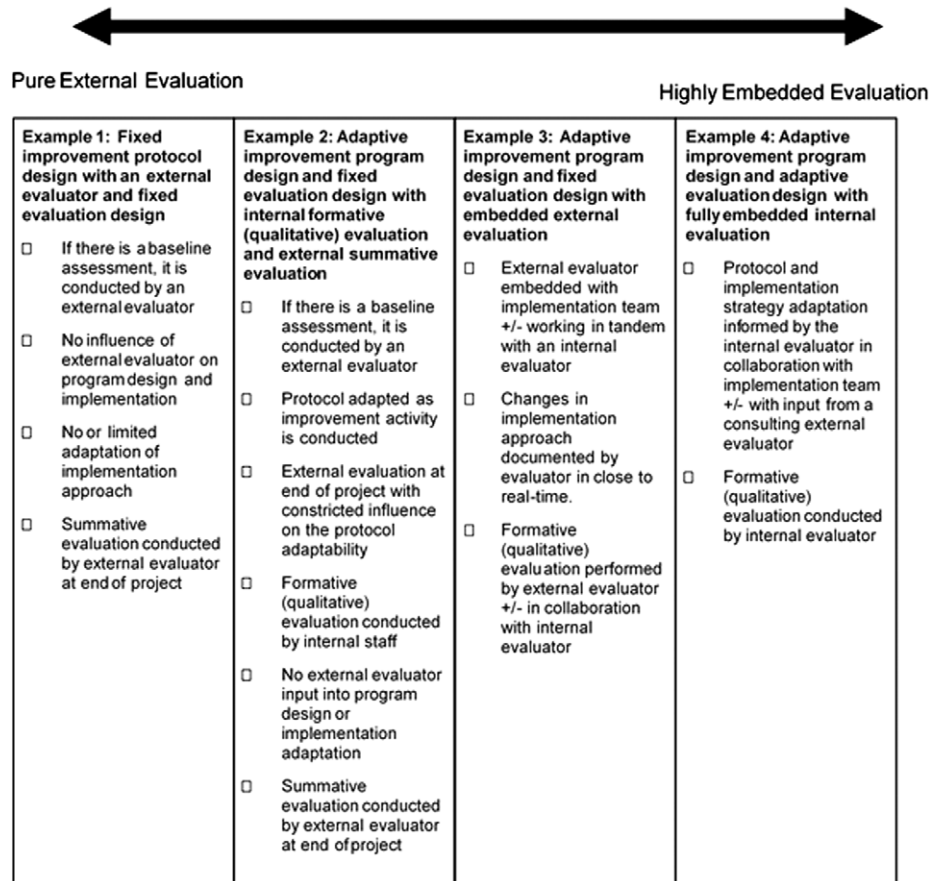 Pure External Evaluation
Highly Embedded Evaluation
Example 1: Fixed
improvement protocol
design with an external
evaluator and fixed
evaluation design
If there is a baseline
assessment, it is
conducted by an
external evaluator
No influence of
external evaluator on
program design and
implementation
No or limited
adaptation of
implementation
approach
Summative
evaluation conducted
by external evaluator
at end of project
Example 2: Adaptive
improvement program
design and fixed
evaluation design with
internal formative
(qualitative) evaluation
and external summative
evaluation
If there is a baseline
assessment, it is
conducted by an
external evaluator
Protocol adapted as
improvement activity
is conducted
External evaluation at
end of project with
constricted influence
on the protocol
adaptability
Formative
(qualitative)
evaluation conducted
by internal staff
No external evaluator
input into program
design or
implementation
adaptation
Summative
evaluation conducted
by external evaluator
at end of project
Example 3: Adaptive
improvement program
design and fixed
evaluation design with
embedded external
evaluation
External evaluator
embedded with
implementation team
+/- working in tandem
with an internal
evaluator
Changes in
implementation
approach
documented by
evaluator in close to
real-time.
Formative
(qualitative)
evaluation performed
by external evaluator
+/- in collaboration
with internal
evaluator
Example 4: Adaptive
improvement program
design and adaptive
evaluation design with
fully embedded internal
evaluation
Protocol and
implementation
strategy adaptation
informed by the
internal evaluator in
collaboration with
implementation team
+/- with input from a
consulting external
evaluator
Formative
(qualitative)
evaluation conducted
by internal evaluator